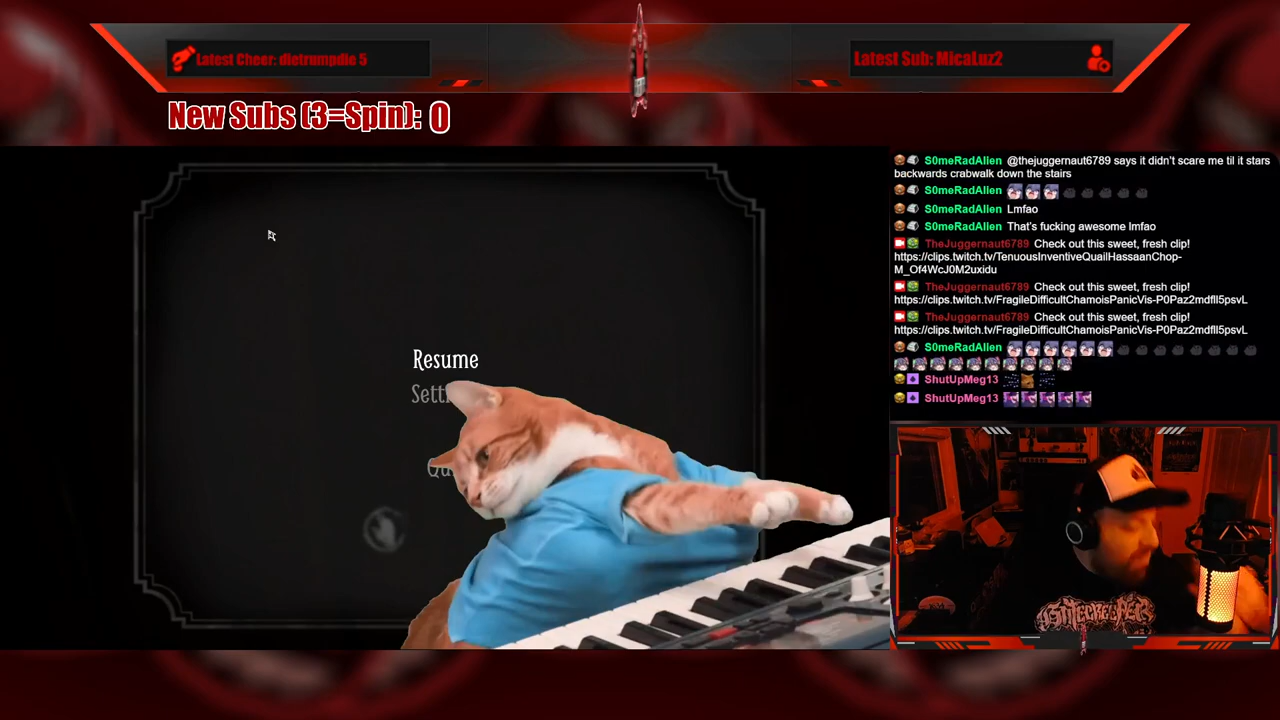 Latest Cheer: dietrumpdie 5
Latest Sub: MicaLuz2
New Subs (3=Spin): 0
Resume
Sett
Qu
S0meRadAlien @thejuggernaut6789 says it didn't scare me til it stars
backwards crabwalk down the stairs
S0meRadAlien
S0meRadAlien Lmfao
S0meRadAlien That's fucking awesome lmfao
TheJuggernaut6789 Check out this sweet, fresh clip!
https://clips.twitch.tv/TenuousInventiveQuailHassaanChop-
M_Of4WcJ0M2uxidu
TheJuggernaut6789 Check out this sweet, fresh clip!
https://clips.twitch.tv/FragileDifficultChamoisPanicVis-P0Paz2mdfIl5psvL
TheJuggernaut6789 Check out this sweet, fresh clip!
https://clips.twitch.tv/FragileDifficultChamoisPanicVis-P0Paz2mdfIl5psvL
S0meRadAlien
ShutUpMeg13
ShutUpMeg13